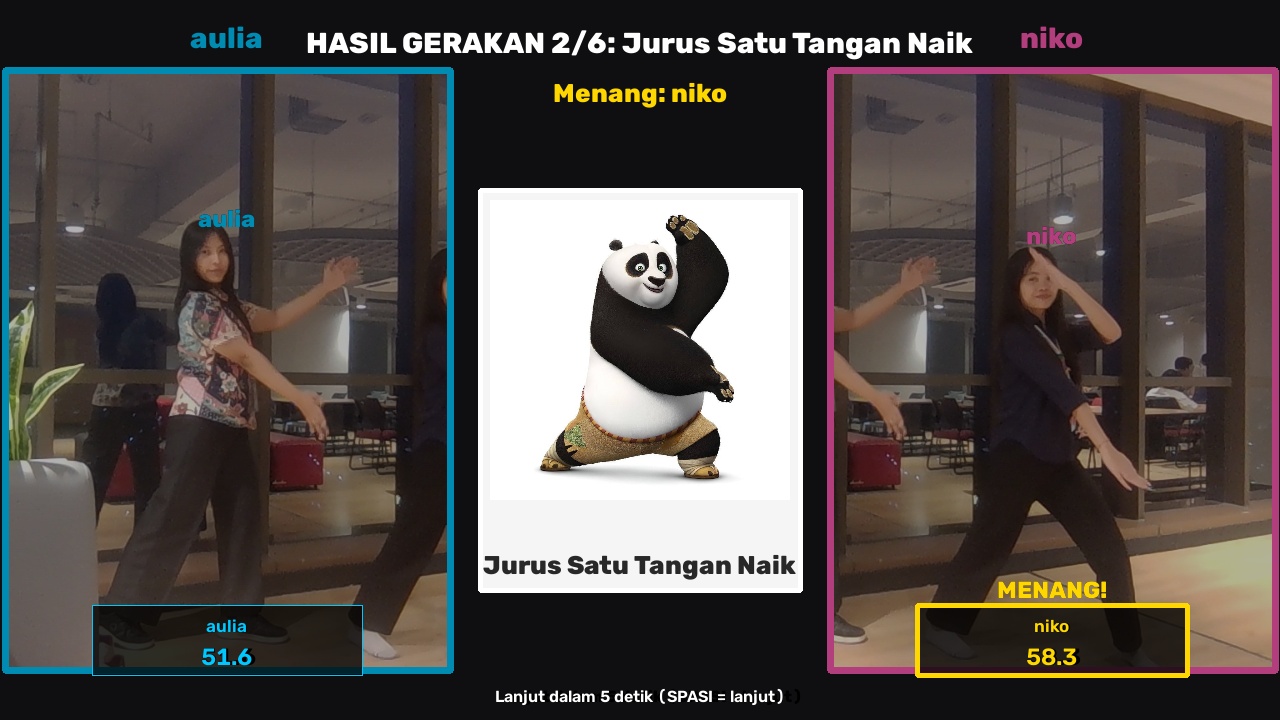 aulia
HASIL GERAKAN 2/6: Jurus Satu Tangan Naik
niko
Menang: niko
aulia
niko
Jurus Satu Tangan Naik
MENANG!
aulia
51.6
niko
58.3
Lanjut dalam 5 detik (SPASI = lanjut)